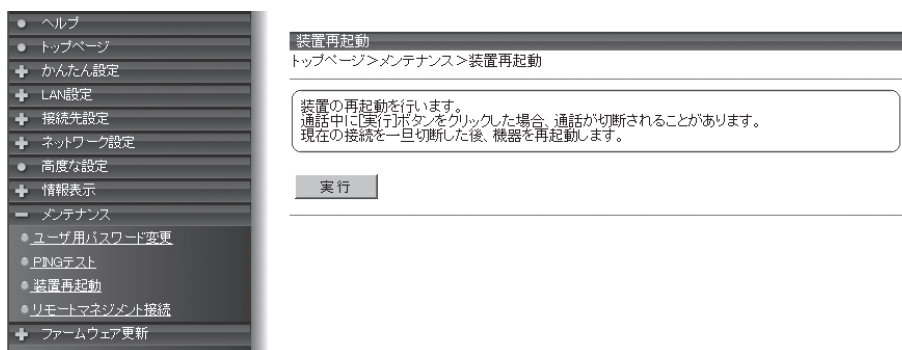 ヘルプ
トップページ
かんたん設定
LAN設定
接続先設定
ネットワーク設定
高度な設定
情報表示
メンテナンス
ユーザ用パスワード変更
PINGテスト
装置再起動
リモートマネジメント接続
ファームウェア更新
装置再起動
トップページ＞メンテナンス＞装置再起動
装置の再起動を行います。
通話中に[実行]ボタンをクリックした場合、通話が切断されることがあります。
現在の接続を一旦切断した後、機器を再起動します。
実行